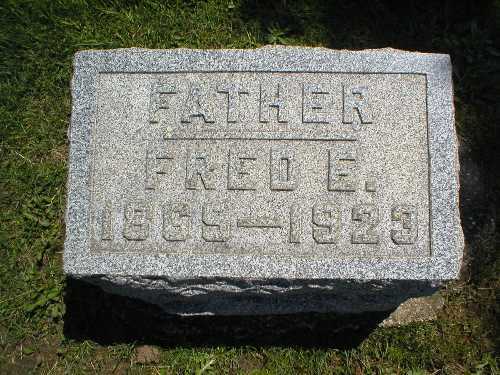 FATHER
FRED E.
1865—1923